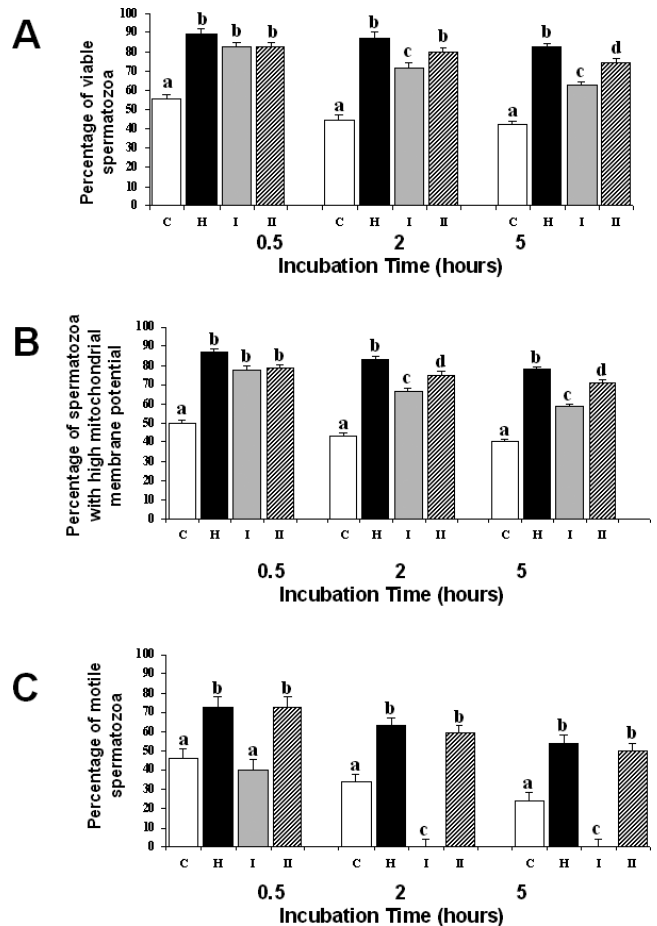 A
Percentage of viable
spermatozoa
100
90
80
70
60
50
40
30
20
10
0
a b b b
a b c b
a b c d
C H I II C H I II C H I II
0.5 2 5
Incubation Time (hours)
B
Percentage of spermatozoa
with high mitochondrial
membrane potential
100
90
80
70
60
50
40
30
20
10
0
a b b b
a b c d
a b c d
C H I II C H I II C H I II
0.5 2 5
Incubation Time (hours)
C
Percentage of motile
spermatozoa
100
90
80
70
60
50
40
30
20
10
0
a b a b
a b c b
a b c b
C H I II C H I II C H I II
0.5 2 5
Incubation Time (hours)